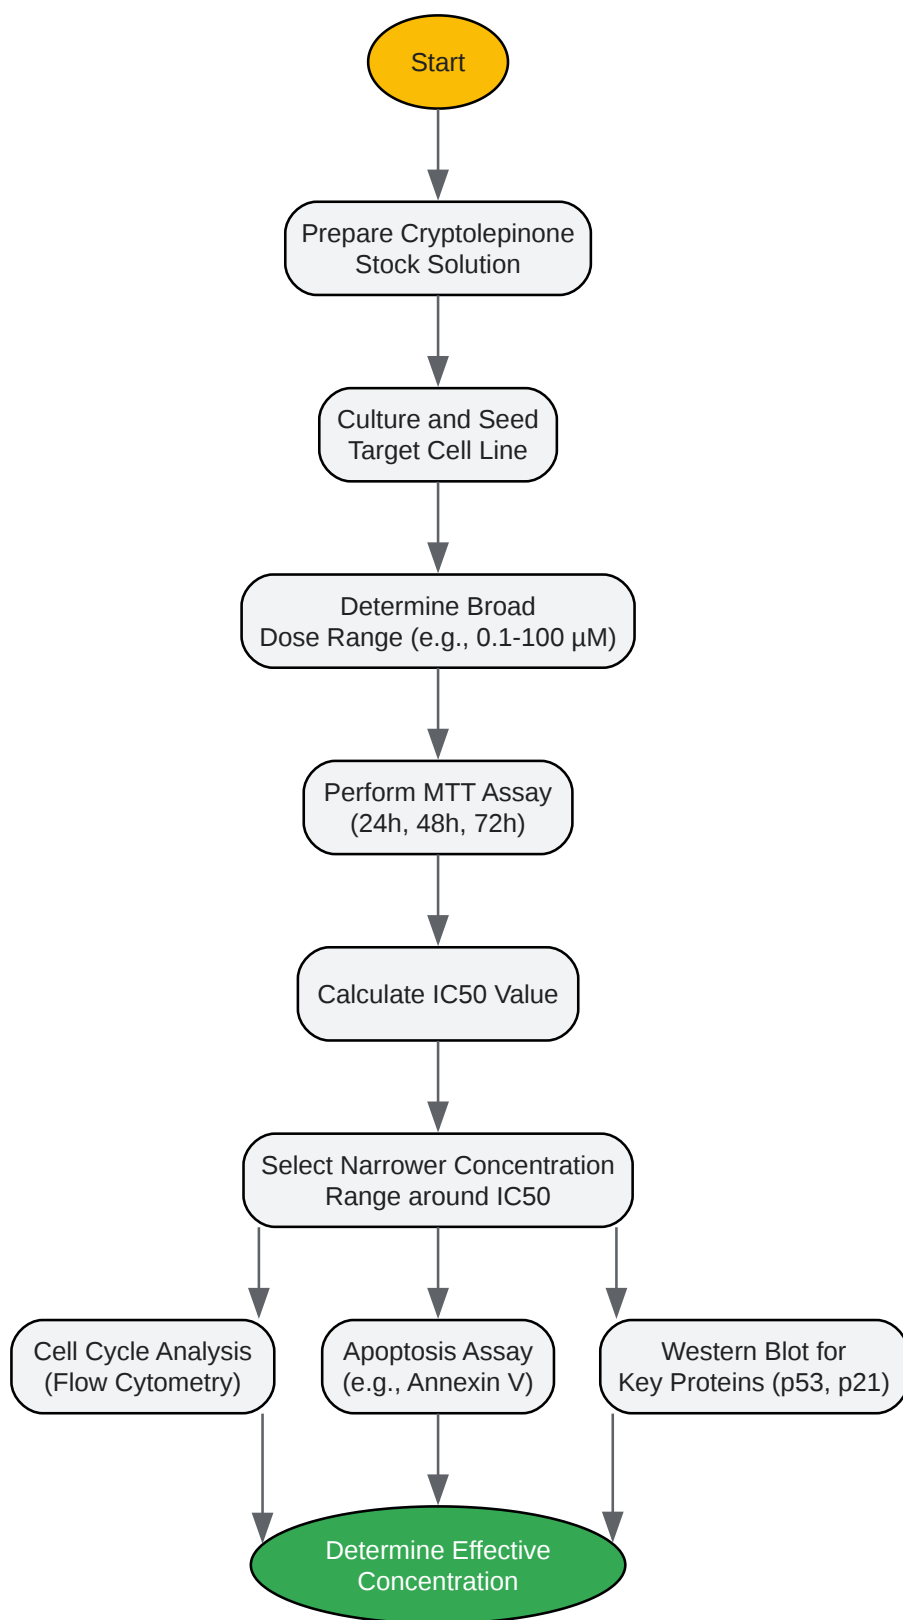 Start
Prepare Cryptolepinone
Stock Solution
Culture and Seed
Target Cell Line
Determine Broad
Dose Range (e.g., 0.1-100 µM)
Perform MTT Assay
(24h, 48h, 72h)
Calculate IC50 Value
Select Narrower Concentration
Range around IC50
Cell Cycle Analysis
(Flow Cytometry)
Apoptosis Assay
(e.g., Annexin V)
Western Blot for
Key Proteins (p53, p21)
Determine Effective
Concentration